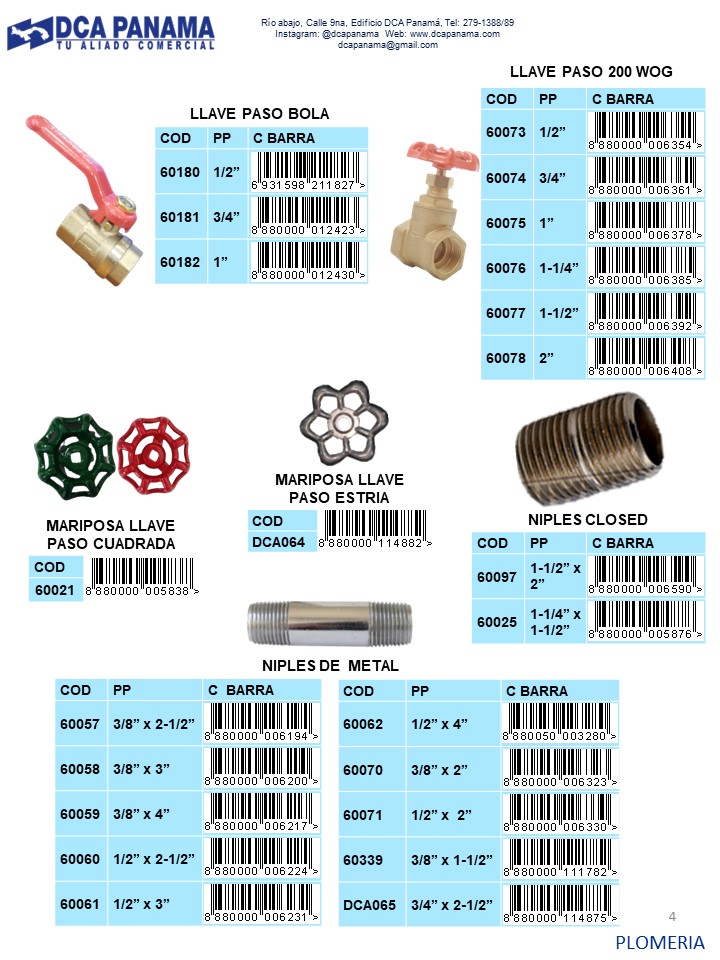 DCA PANAMA
TU ALIADO COMERCIAL
Río abajo, Calle 9na, Edificio DCA Panamá, Tel: 279-1388/89
Instagram: @dcapanama Web: www.dcapanama.com
dcapanama@gmail.com
LLAVE PASO BOLA
COD PP C BARRA
60180 1/2” 6 931598 211827 >
60181 3/4” 8 880000 012423 >
60182 1” 8 880000 012430 >
LLAVE PASO 200 WOG
COD PP C BARRA
60073 1/2” 8 880000 006354 >
60074 3/4” 8 880000 006361 >
60075 1” 8 880000 006378 >
60076 1-1/4” 8 880000 006385 >
60077 1-1/2” 8 880000 006392 >
60078 2” 8 880000 006408 >
MARIPOSA LLAVE
PASO CUADRADA
COD
60021 8 880000 005838 >
MARIPOSA LLAVE
PASO ESTRIA
COD
DCA064 8 880000 114882 >
NIPLES CLOSED
COD PP C BARRA
60097 1-1/2” x 2” 8 880000 006590 >
60025 1-1/4” x 1-1/2” 8 880000 005876 >
NIPLES DE METAL
COD PP C BARRA
60057 3/8” x 2-1/2” 8 880000 006194 >
60058 3/8” x 3” 8 880000 006200 >
60059 3/8” x 4” 8 880000 006217 >
60060 1/2” x 2-1/2” 8 880000 006224 >
60061 1/2” x 3” 8 880000 006231 >
COD PP C BARRA
60062 1/2” x 4” 8 880050 003280 >
60070 3/8” x 2” 8 880000 006323 >
60071 1/2” x 2” 8 880000 006330 >
60339 3/8” x 1-1/2” 8 880000 111782 >
DCA065 3/4” x 2-1/2” 8 880000 114875 >
4
PLOMERIA